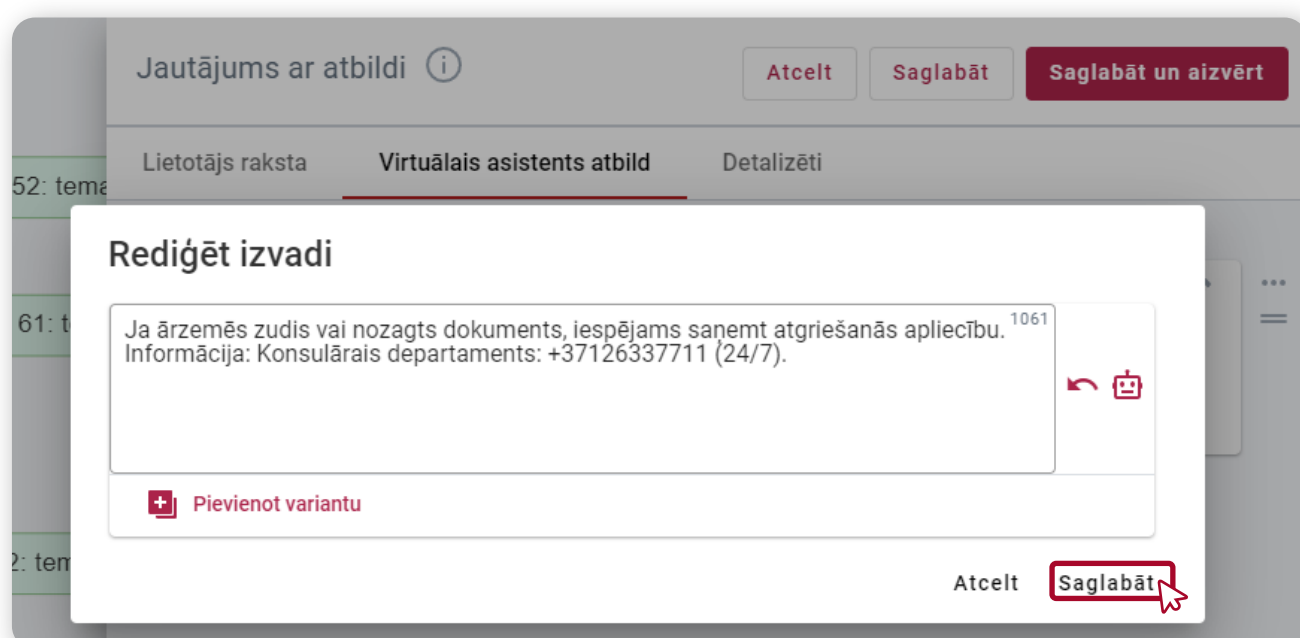 Jautājums ar atbildi
Atcelt
Saglabāt
Saglabāt un aizvērt
Lietotājs raksta
Virtuālais asistents atbild
Detalizēti
52: tema
61: t
2: tem
Rediģēt izvadi
Ja ārzemēs zudis vai nozagts dokuments, iespējams saņemt atgriešanās apliecību.
1061
Informācija: Konsulārais departaments: +37126337711 (24/7).
Pievienot variantu
Atcelt
Saglabāt